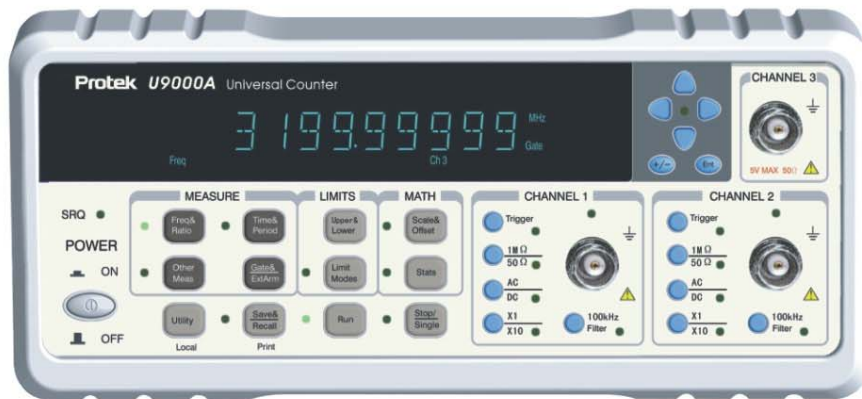 Protek U9000A Universal Counter
3199.99999 MHz
Gate
Freq Ch 3
+/- Ent
CHANNEL 3
5V MAX 50Ω
SRQ
POWER
ON
OFF
MEASURE
Freq& Ratio
Time& Period
Other Meas
Gate& ExtArm
Utility
Local
Save& Recall
Print
LIMITS
Upper& Lower
Limit Modes
Run
MATH
Scale& Offset
Stats
Stop/ Single
CHANNEL 1
Trigger
1MΩ
50Ω
AC
DC
X1
X10
100kHz
Filter
CHANNEL 2
Trigger
1MΩ
50Ω
AC
DC
X1
X10
100kHz
Filter